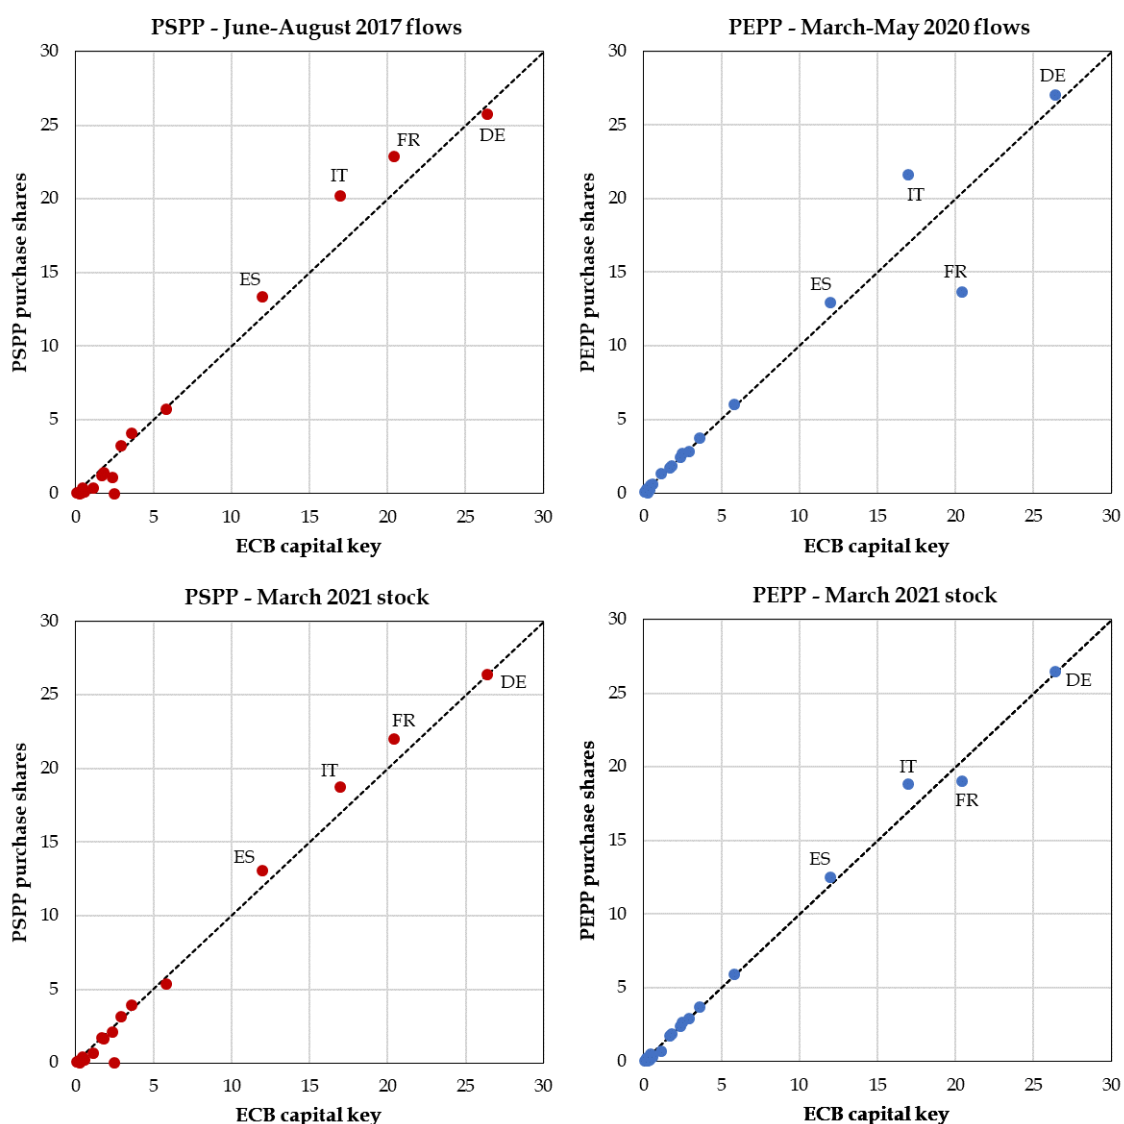 PSPP - June-August 2017 flows
30
25
20
15
10
5
0
PSPP purchase shares
DE
FR
IT
ES
0 5 10 15 20 25 30
ECB capital key
PEPP - March-May 2020 flows
30
25
20
15
10
5
0
PEPP purchase shares
DE
IT
FR
ES
0 5 10 15 20 25 30
ECB capital key
PSPP - March 2021 stock
30
25
20
15
10
5
0
PSPP purchase shares
DE
FR
IT
ES
0 5 10 15 20 25 30
ECB capital key
PEPP - March 2021 stock
30
25
20
15
10
5
0
PEPP purchase shares
DE
IT
FR
ES
0 5 10 15 20 25 30
ECB capital key